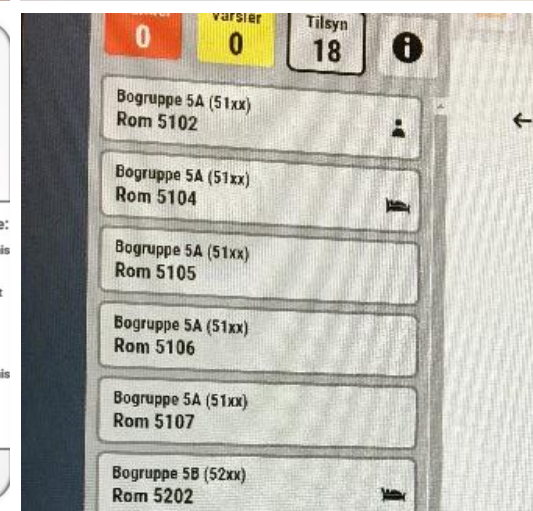 0
Varsler
0
Tilsyn
18
Bogruppe 5A (51xx)
Rom 5102
Bogruppe 5A (51xx)
Rom 5104
Bogruppe 5A (51xx)
Rom 5105
Bogruppe 5A (51xx)
Rom 5106
Bogruppe 5A (51xx)
Rom 5107
Bogruppe 5B (52xx)
Rom 5202